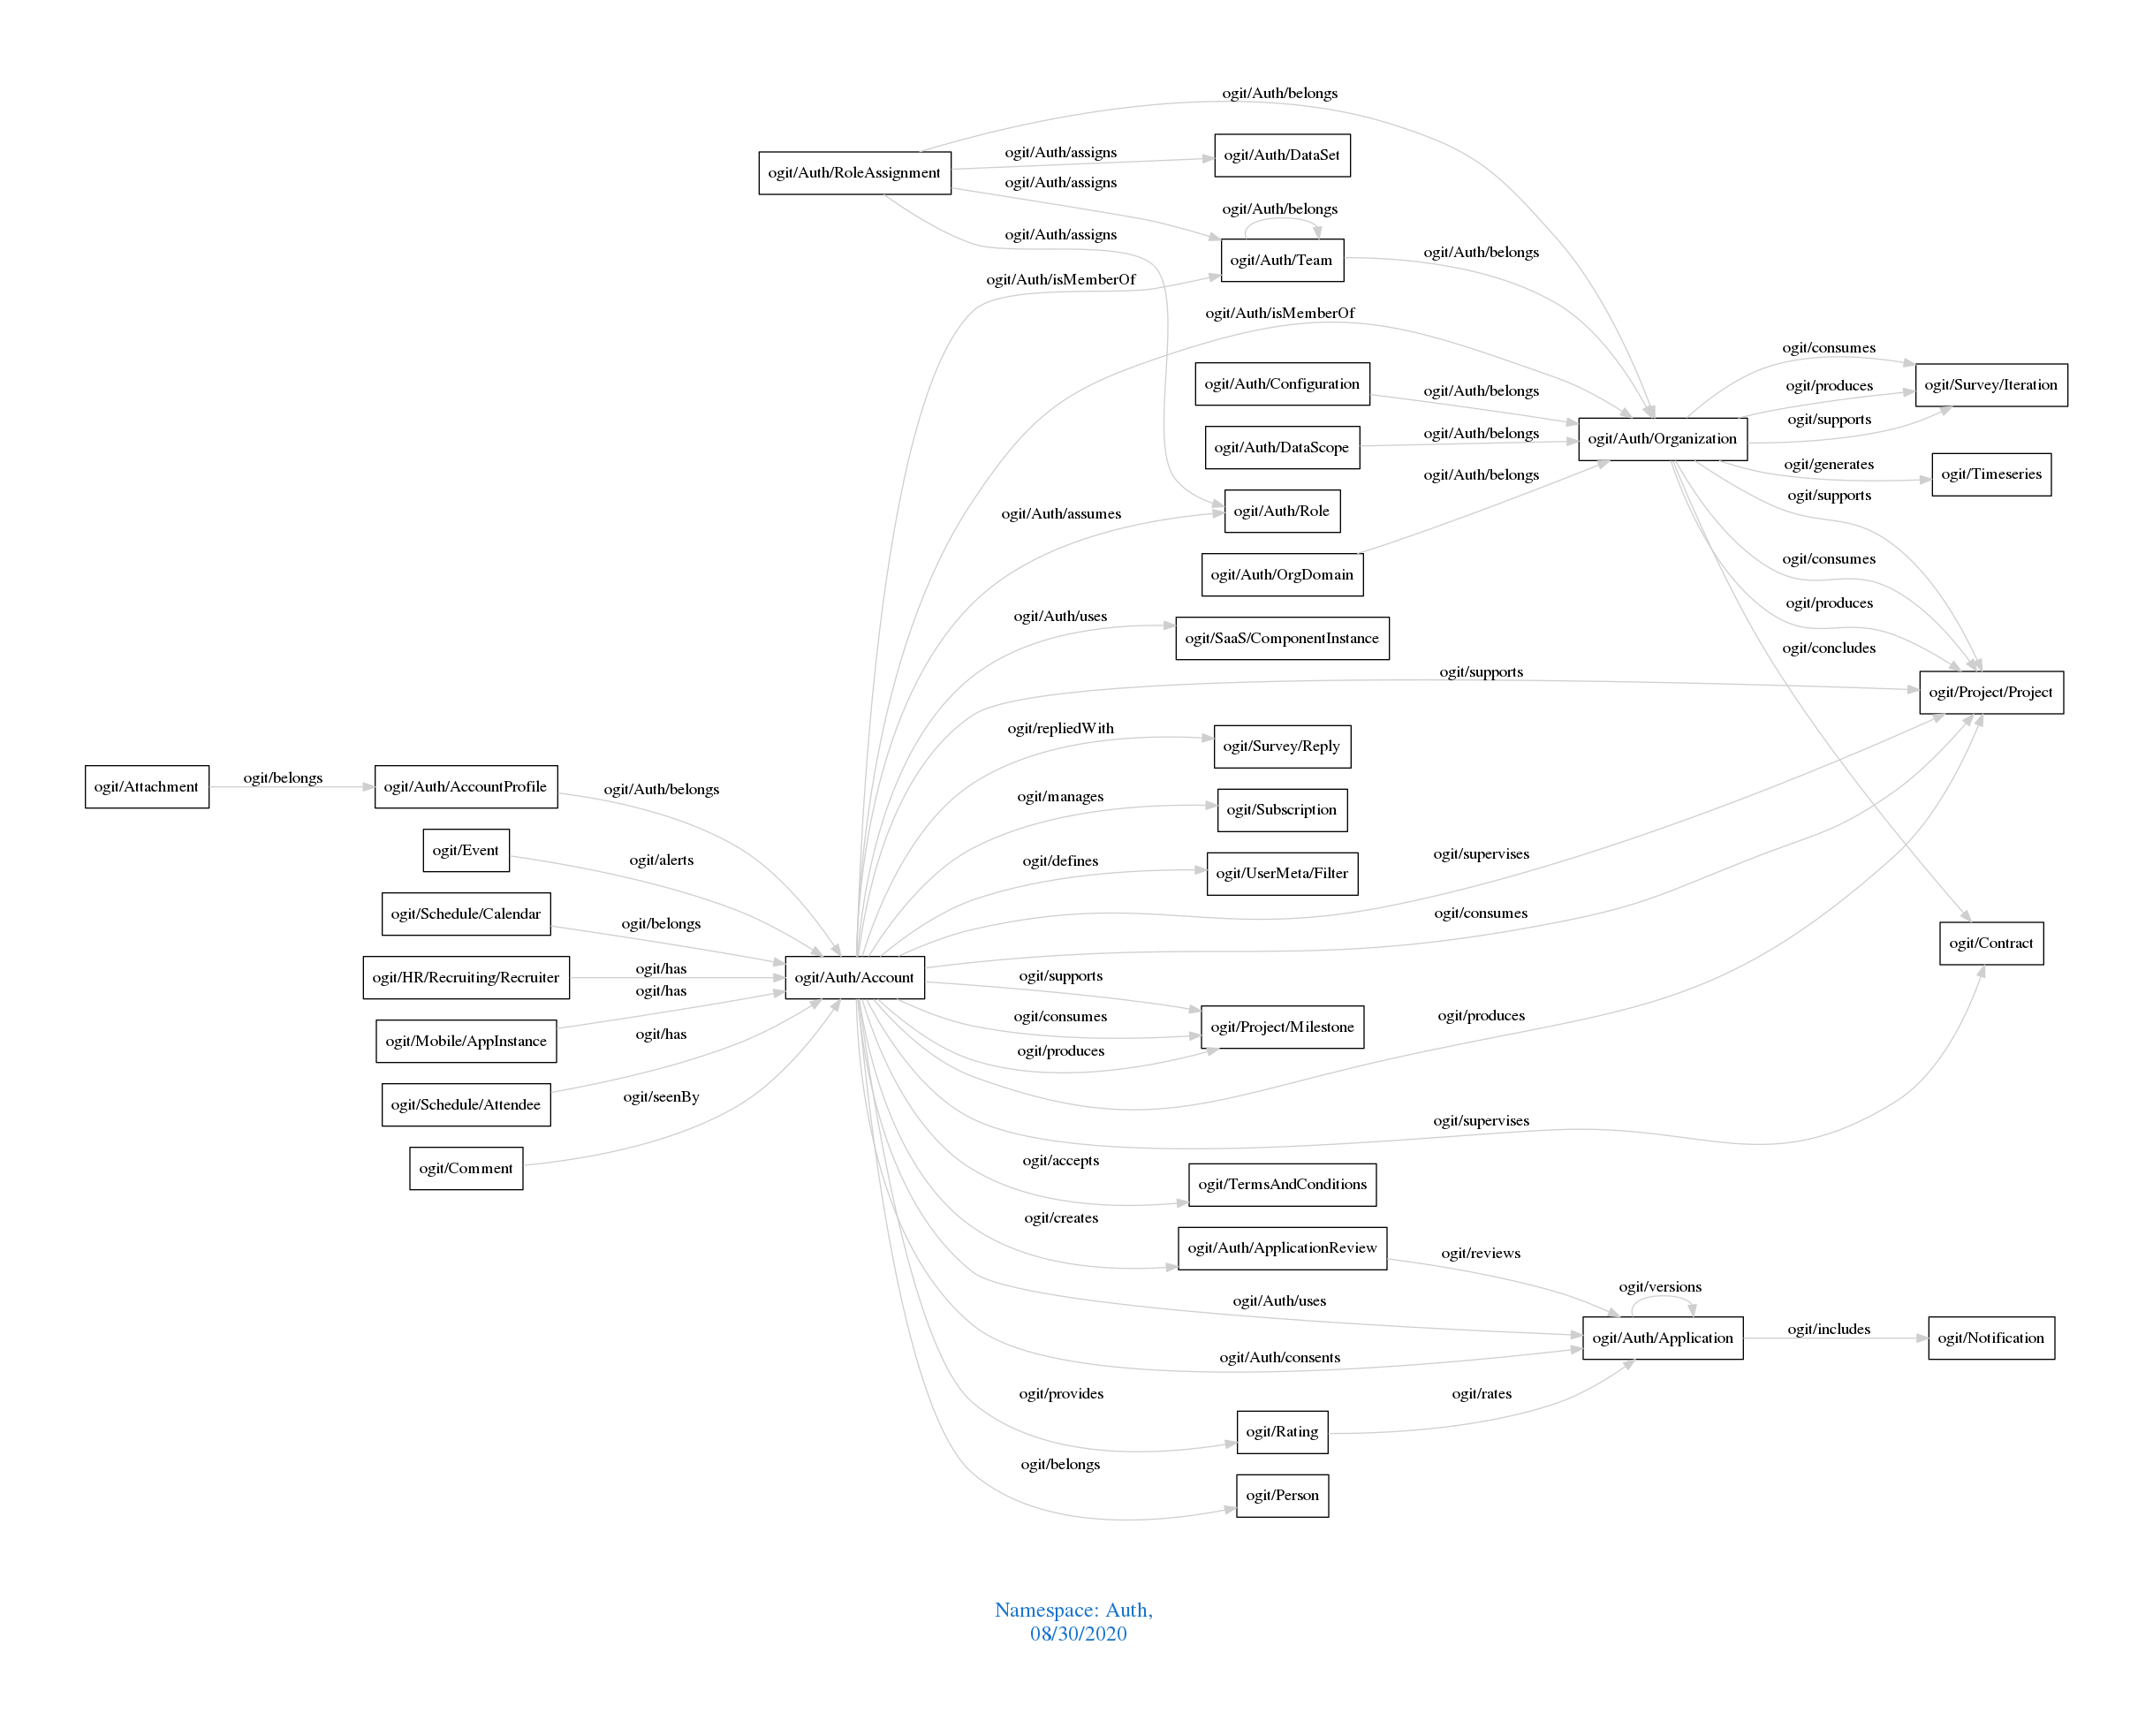 ogit/Auth/belongs
ogit/Auth/RoleAssignment
ogit/Auth/assigns
ogit/Auth/DataSet
ogit/Auth/assigns
ogit/Auth/belongs
ogit/Auth/assigns
ogit/Auth/Team
ogit/Auth/belongs
ogit/Auth/isMemberOf
ogit/Auth/isMemberOf
ogit/consumes
ogit/Auth/Configuration
ogit/Auth/belongs
ogit/produces
ogit/Survey/Iteration
ogit/supports
ogit/Auth/DataScope
ogit/Auth/belongs
ogit/Auth/Organization
ogit/Auth/belongs
ogit/generates
ogit/Timeseries
ogit/supports
ogit/Auth/assumes
ogit/Auth/Role
ogit/consumes
ogit/Auth/OrgDomain
ogit/produces
ogit/Auth/uses
ogit/SaaS/ComponentInstance
ogit/concludes
ogit/supports
ogit/Project/Project
ogit/repliedWith
ogit/Survey/Reply
ogit/Attachment
ogit/belongs
ogit/Auth/AccountProfile
ogit/Auth/belongs
ogit/manages
ogit/Subscription
ogit/Event
ogit/alerts
ogit/defines
ogit/UserMeta/Filter
ogit/supervises
ogit/Schedule/Calendar
ogit/belongs
ogit/consumes
ogit/Contract
ogit/HR/Recruiting/Recruiter
ogit/has
ogit/Auth/Account
ogit/supports
ogit/has
ogit/consumes
ogit/Project/Milestone
ogit/produces
ogit/Mobile/AppInstance
ogit/has
ogit/produces
ogit/Schedule/Attendee
ogit/seenBy
ogit/supervises
ogit/Comment
ogit/accepts
ogit/TermsAndConditions
ogit/creates
ogit/Auth/ApplicationReview
ogit/reviews
ogit/versions
ogit/Auth/uses
ogit/Auth/Application
ogit/includes
ogit/Notification
ogit/Auth/consents
ogit/provides
ogit/rates
ogit/Rating
ogit/belongs
ogit/Person
Namespace: Auth,
08/30/2020